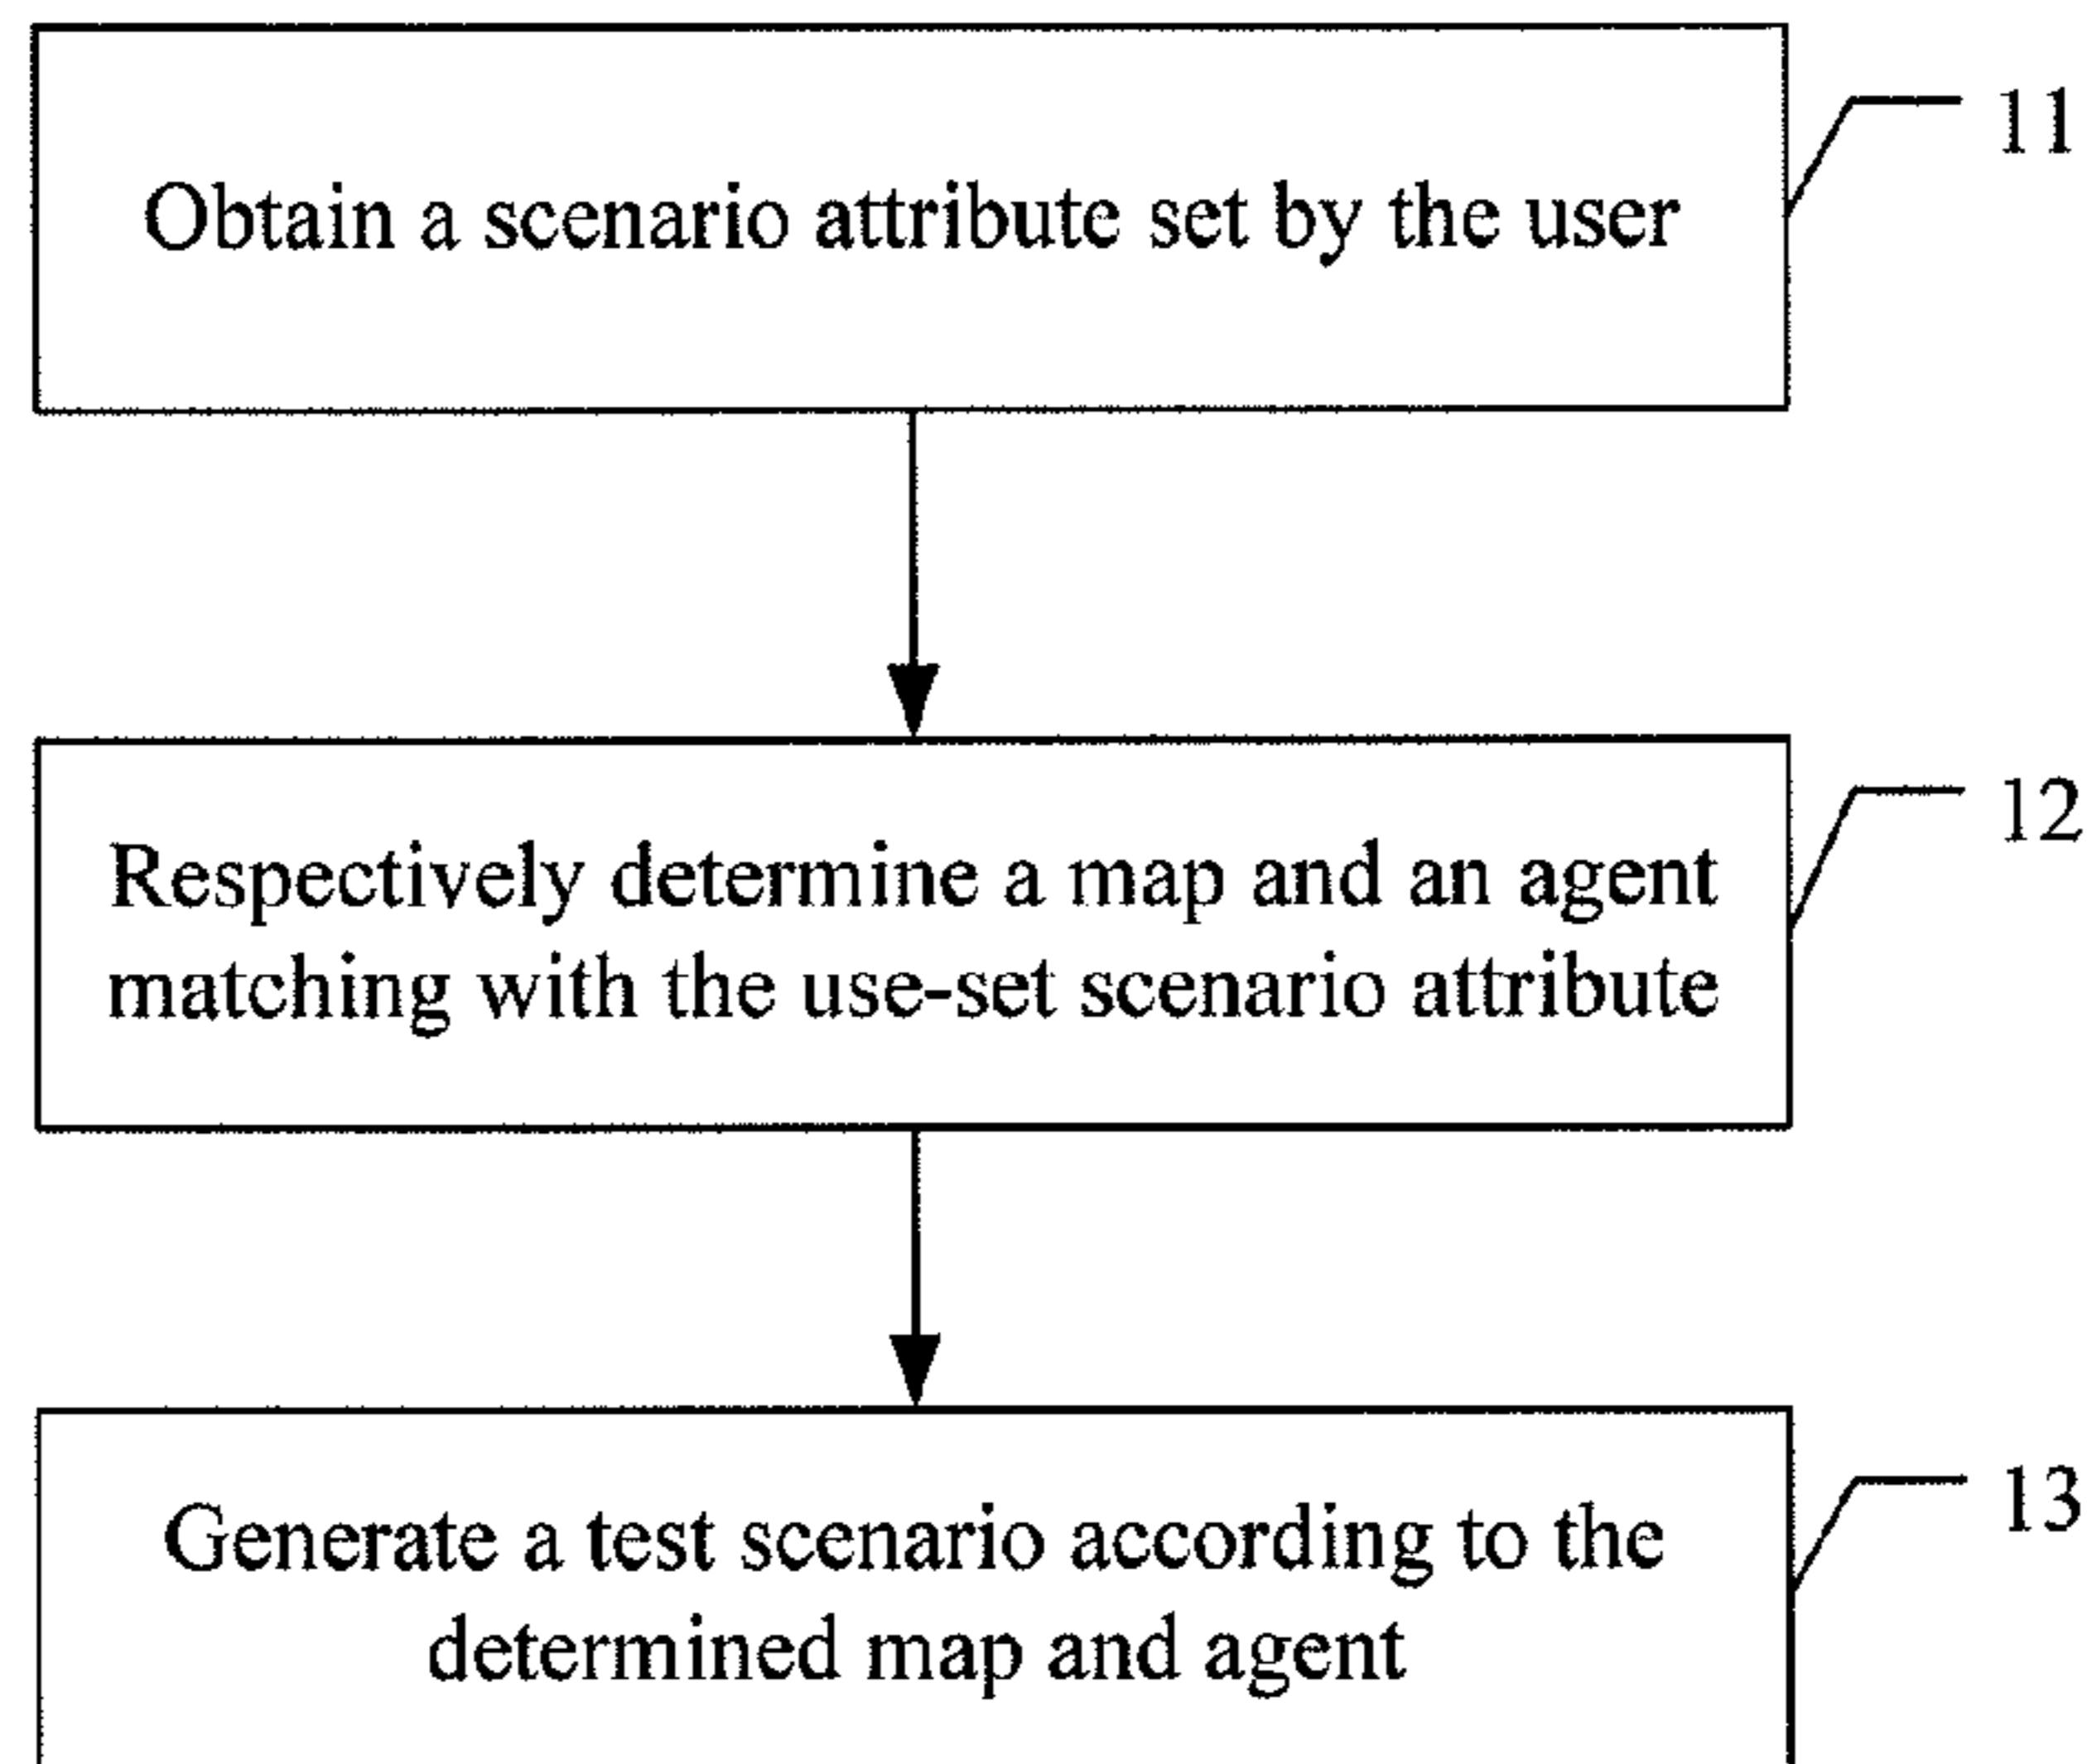 Obtain a scenario attribute set by the user
11
Respectively determine a map and an agent
matching with the use-set scenario attribute
12
Generate a test scenario according to the
determined map and agent
13